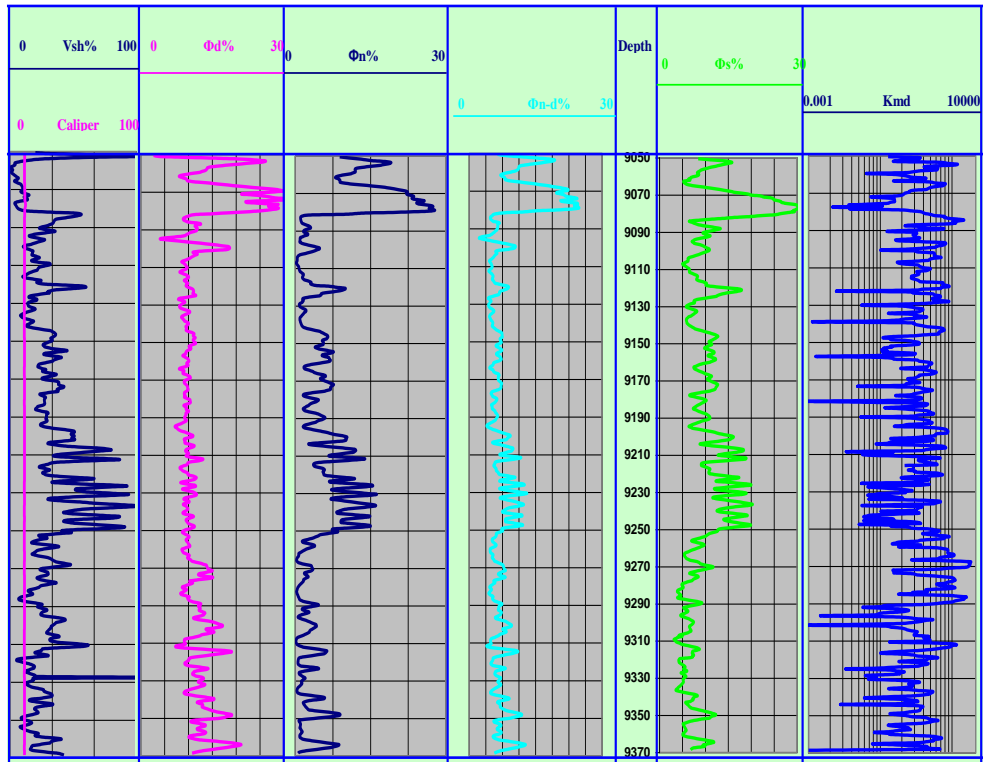 0 Vsh% 100
0 Caliper 100
0 Φd% 30
0 Φn% 30
0 Φn-d% 30
Depth
0 Φs% 30
0.001 Kmd 10000
9050
9070
9090
9110
9130
9150
9170
9190
9210
9230
9250
9270
9290
9310
9330
9350
9370